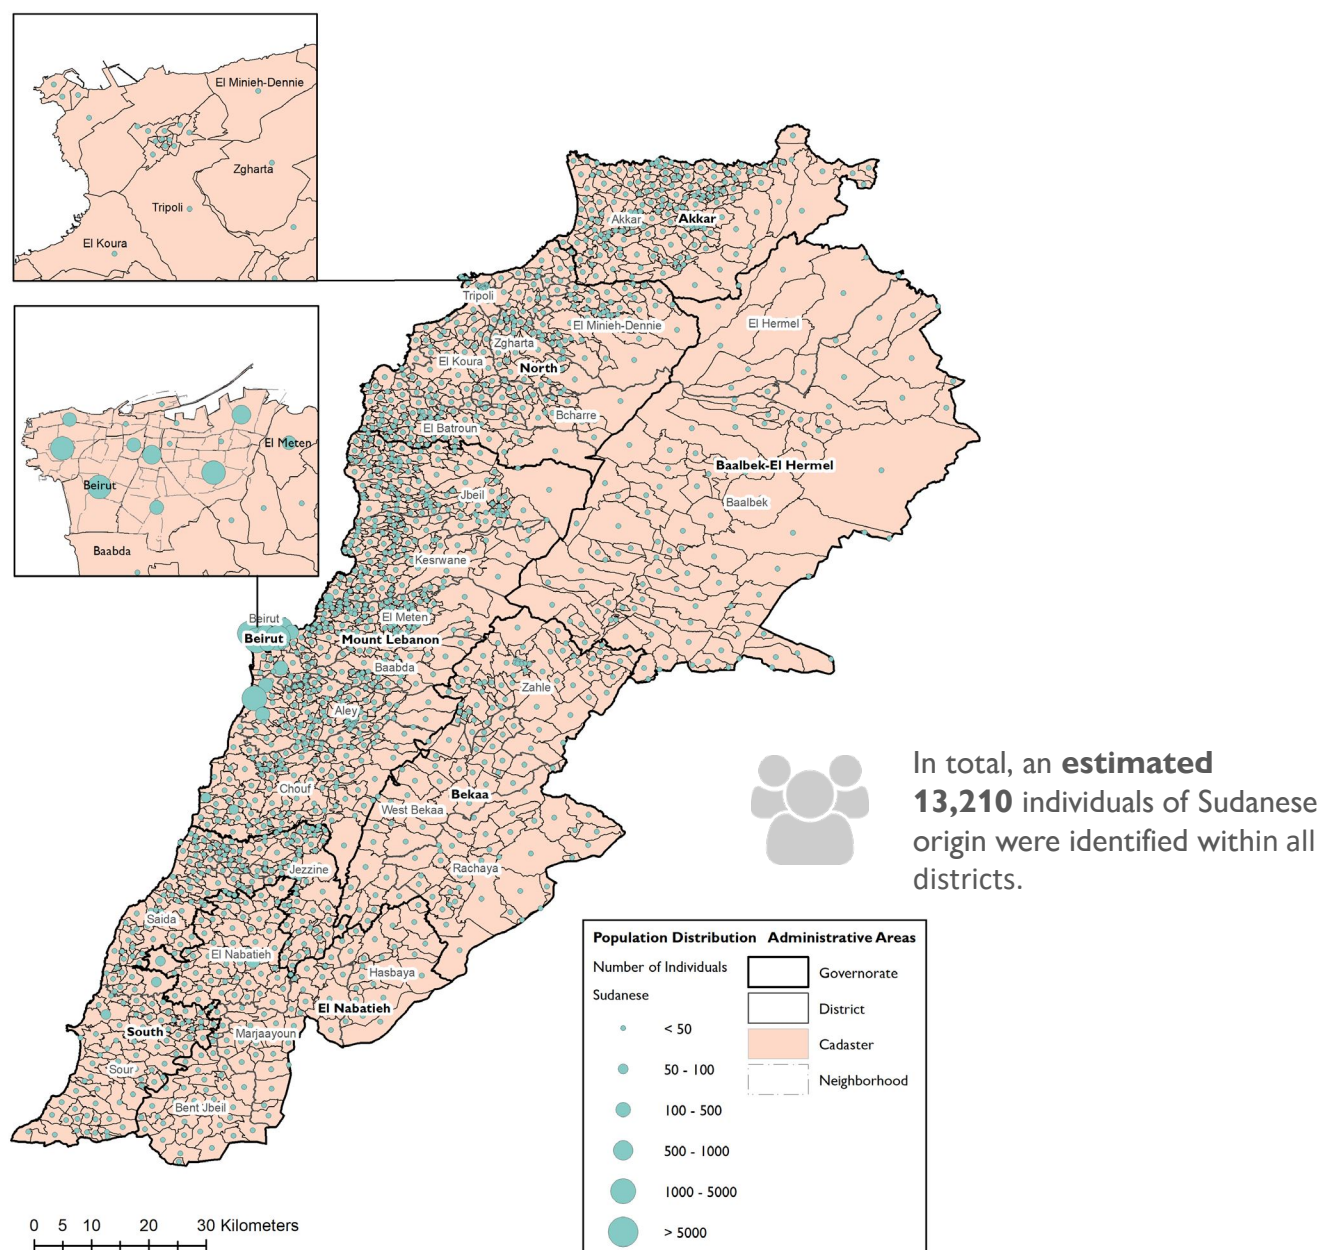 El Minieh-Dennie
Zgharta
Tripoli
El Koura
El Meten
Beirut
Baabda
Akkar
Akkar
Tripoli
El Minieh-Dennie
El Hermel
Zgharta
El Koura
North
Bcharre
El Batroun
Baalbek-El Hermel
Baalbek
Jbeil
Kesrwane
Beirut
El Meten
Beirut
Mount Lebanon
Baabda
Zahle
Aley
Chouf
Bekaa
West Bekaa
Jezzine
Rachaya
Saida
El Nabatieh
Hasbaya
El Nabatieh
South
Marjaayoun
Sour
Bent Jbeil
In total, an estimated
13,210 individuals of Sudanese
origin were identified within all
districts.
Population Distribution Administrative Areas
Number of Individuals
Sudanese
< 50
50 - 100
100 - 500
500 - 1000
1000 - 5000
> 5000
Governorate
District
Cadaster
Neighborhood
0 5 10 20 30 Kilometers